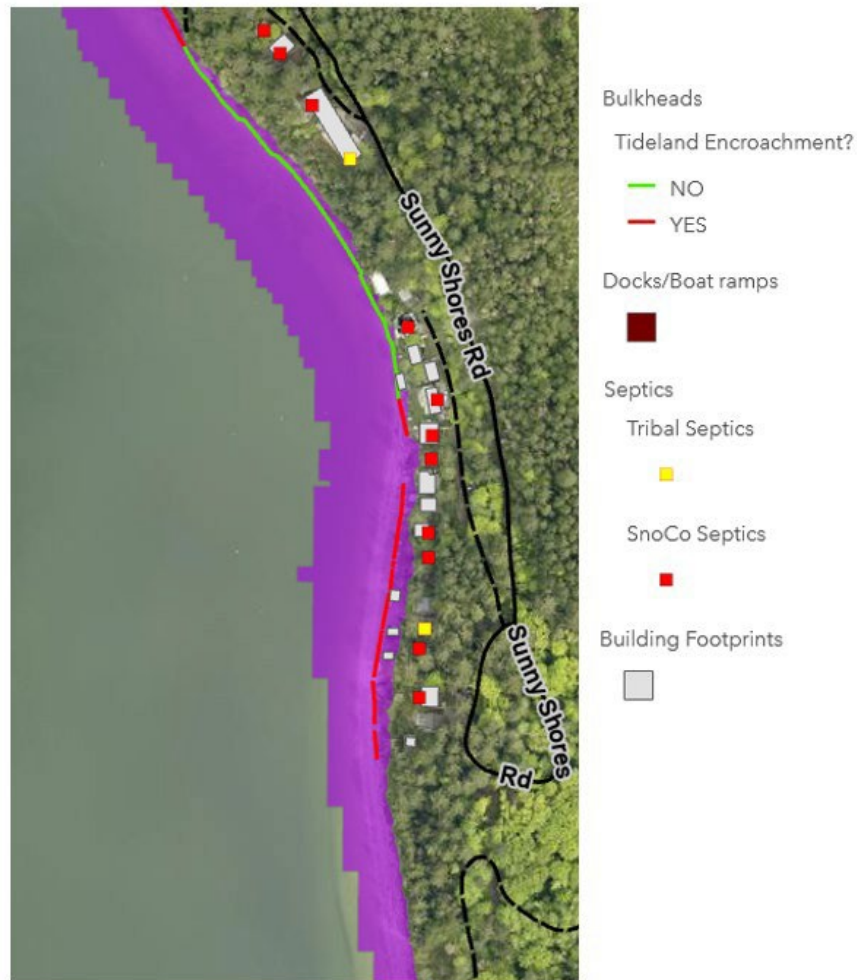 Sunny Shores Rd
Sunny Shores
Rd
Bulkheads
Tideland Encroachment?
NO
YES
Docks/Boat ramps
Septics
Tribal Septics
SnoCo Septics
Building Footprints